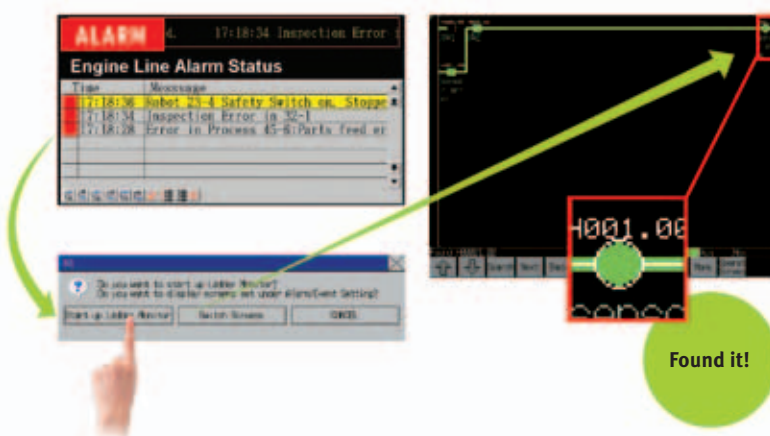 ALARM
17:18:34 Inspection Error
Engine Line Alarm Status
Time Message
17:18:36 Robot 23-4 Safety Switch on. Stoppe
17:18:34 Inspection Error in 32-1
17:18:28 Error in Process 45-6:Parts feed er
Do you want to start up Ladder Monitor?
Do you want to display screens set under Alarm/Event Setting?
Start up Ladder Monitor Switch Screens CANCEL
H001.00
Search Next
Found it!